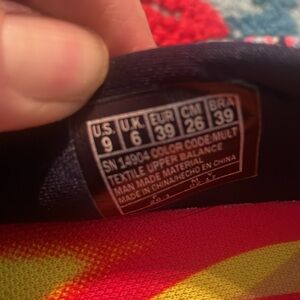 U.S. U.K. EUR CM BRA
9 6 39 26 39
SN 14904 COLOR CODE:MULT
TEXTILE UPPER BALANCE
MAN MADE MATERIAL
MADE IN CHINA/HECHO EN CHINA